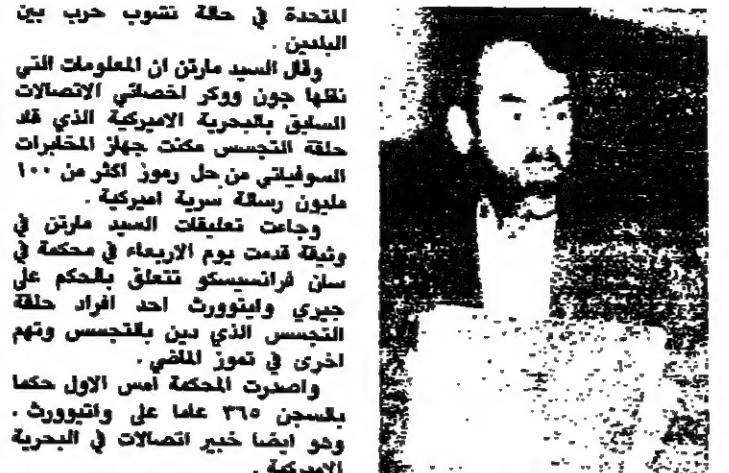 المتحدة في حالة نشوب حرب بين
البلدين .
وقال السيد مارتن ان المعلومات التي
نقلها جون ووكر اخصائي الاتصالات
السابق بالبحرية الاميركية الذي قاد
حلقة التجسس مكنت جهاز المخابرات
السوفياتي من حل رموز اكثر من ١٠٠
مليون رسالة سرية اميركية .
وجاءت تعليقات السيد مارتن في
وثيقة قدمت يوم الاربعاء في محكمة في
سان فرانسيسكو تتعلق بالحكم على
جيري وايتوورث احد افراد حلقة
التجسس الذي دين بالتجسس وتهم
اخرى في تموز الماضي .
واصدرت المحكمة امس الاول حكما
بالسجن ٣٦٥ عاما على وايتوورث .
وهو ايضا خبير اتصالات في البحرية
الاميركية .